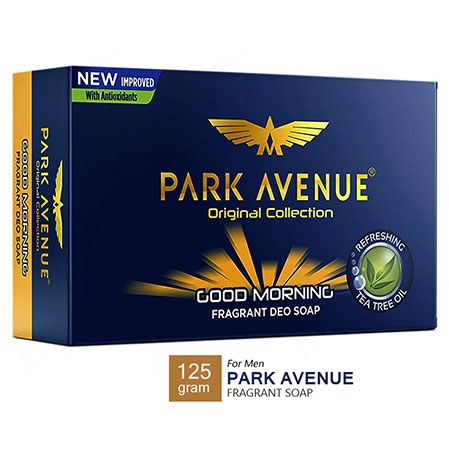 NEW IMPROVED
With Antioxidants
PARK AVENUE®
Original Collection
GOOD MORNING
FRAGRANT DEO SOAP
REFRESHING
TEA TREE OIL
PARK AVENUE®
Original Collection
GOOD MORNING
FRAGRANT DEO SOAP
125
gram
For Men
PARK AVENUE
FRAGRANT SOAP